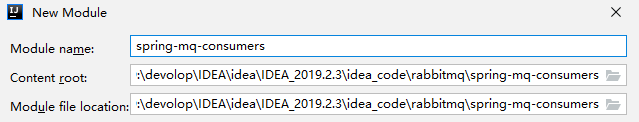 New Module
Module name: spring-mq-consumers
Content root: :\devolop\IDEA\idea\IDEA_2019.2.3\idea_code\rabbitmq\spring-mq-consumers
Module file location: :\devolop\IDEA\idea\IDEA_2019.2.3\idea_code\rabbitmq\spring-mq-consumers